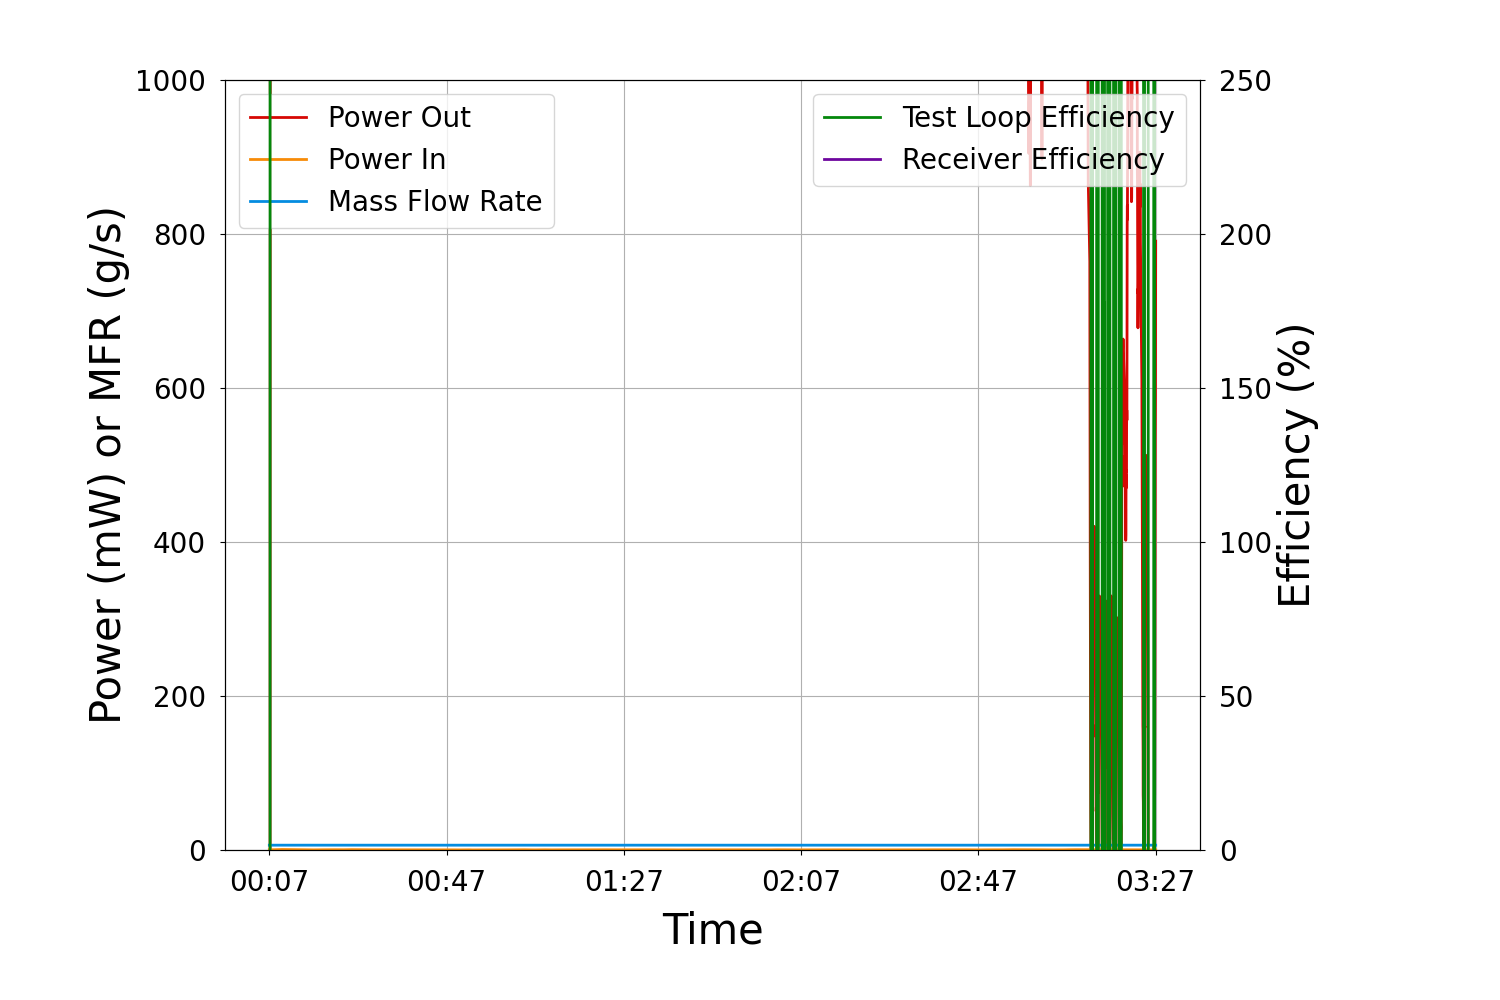 1000
800
600
400
200
0
Power (mW) or MFR (g/s)
Power Out
Power In
Mass Flow Rate
Test Loop Efficiency
Receiver Efficiency
250
200
150
100
50
0
Efficiency (%)
00:07 00:47 01:27 02:07 02:47 03:27
Time